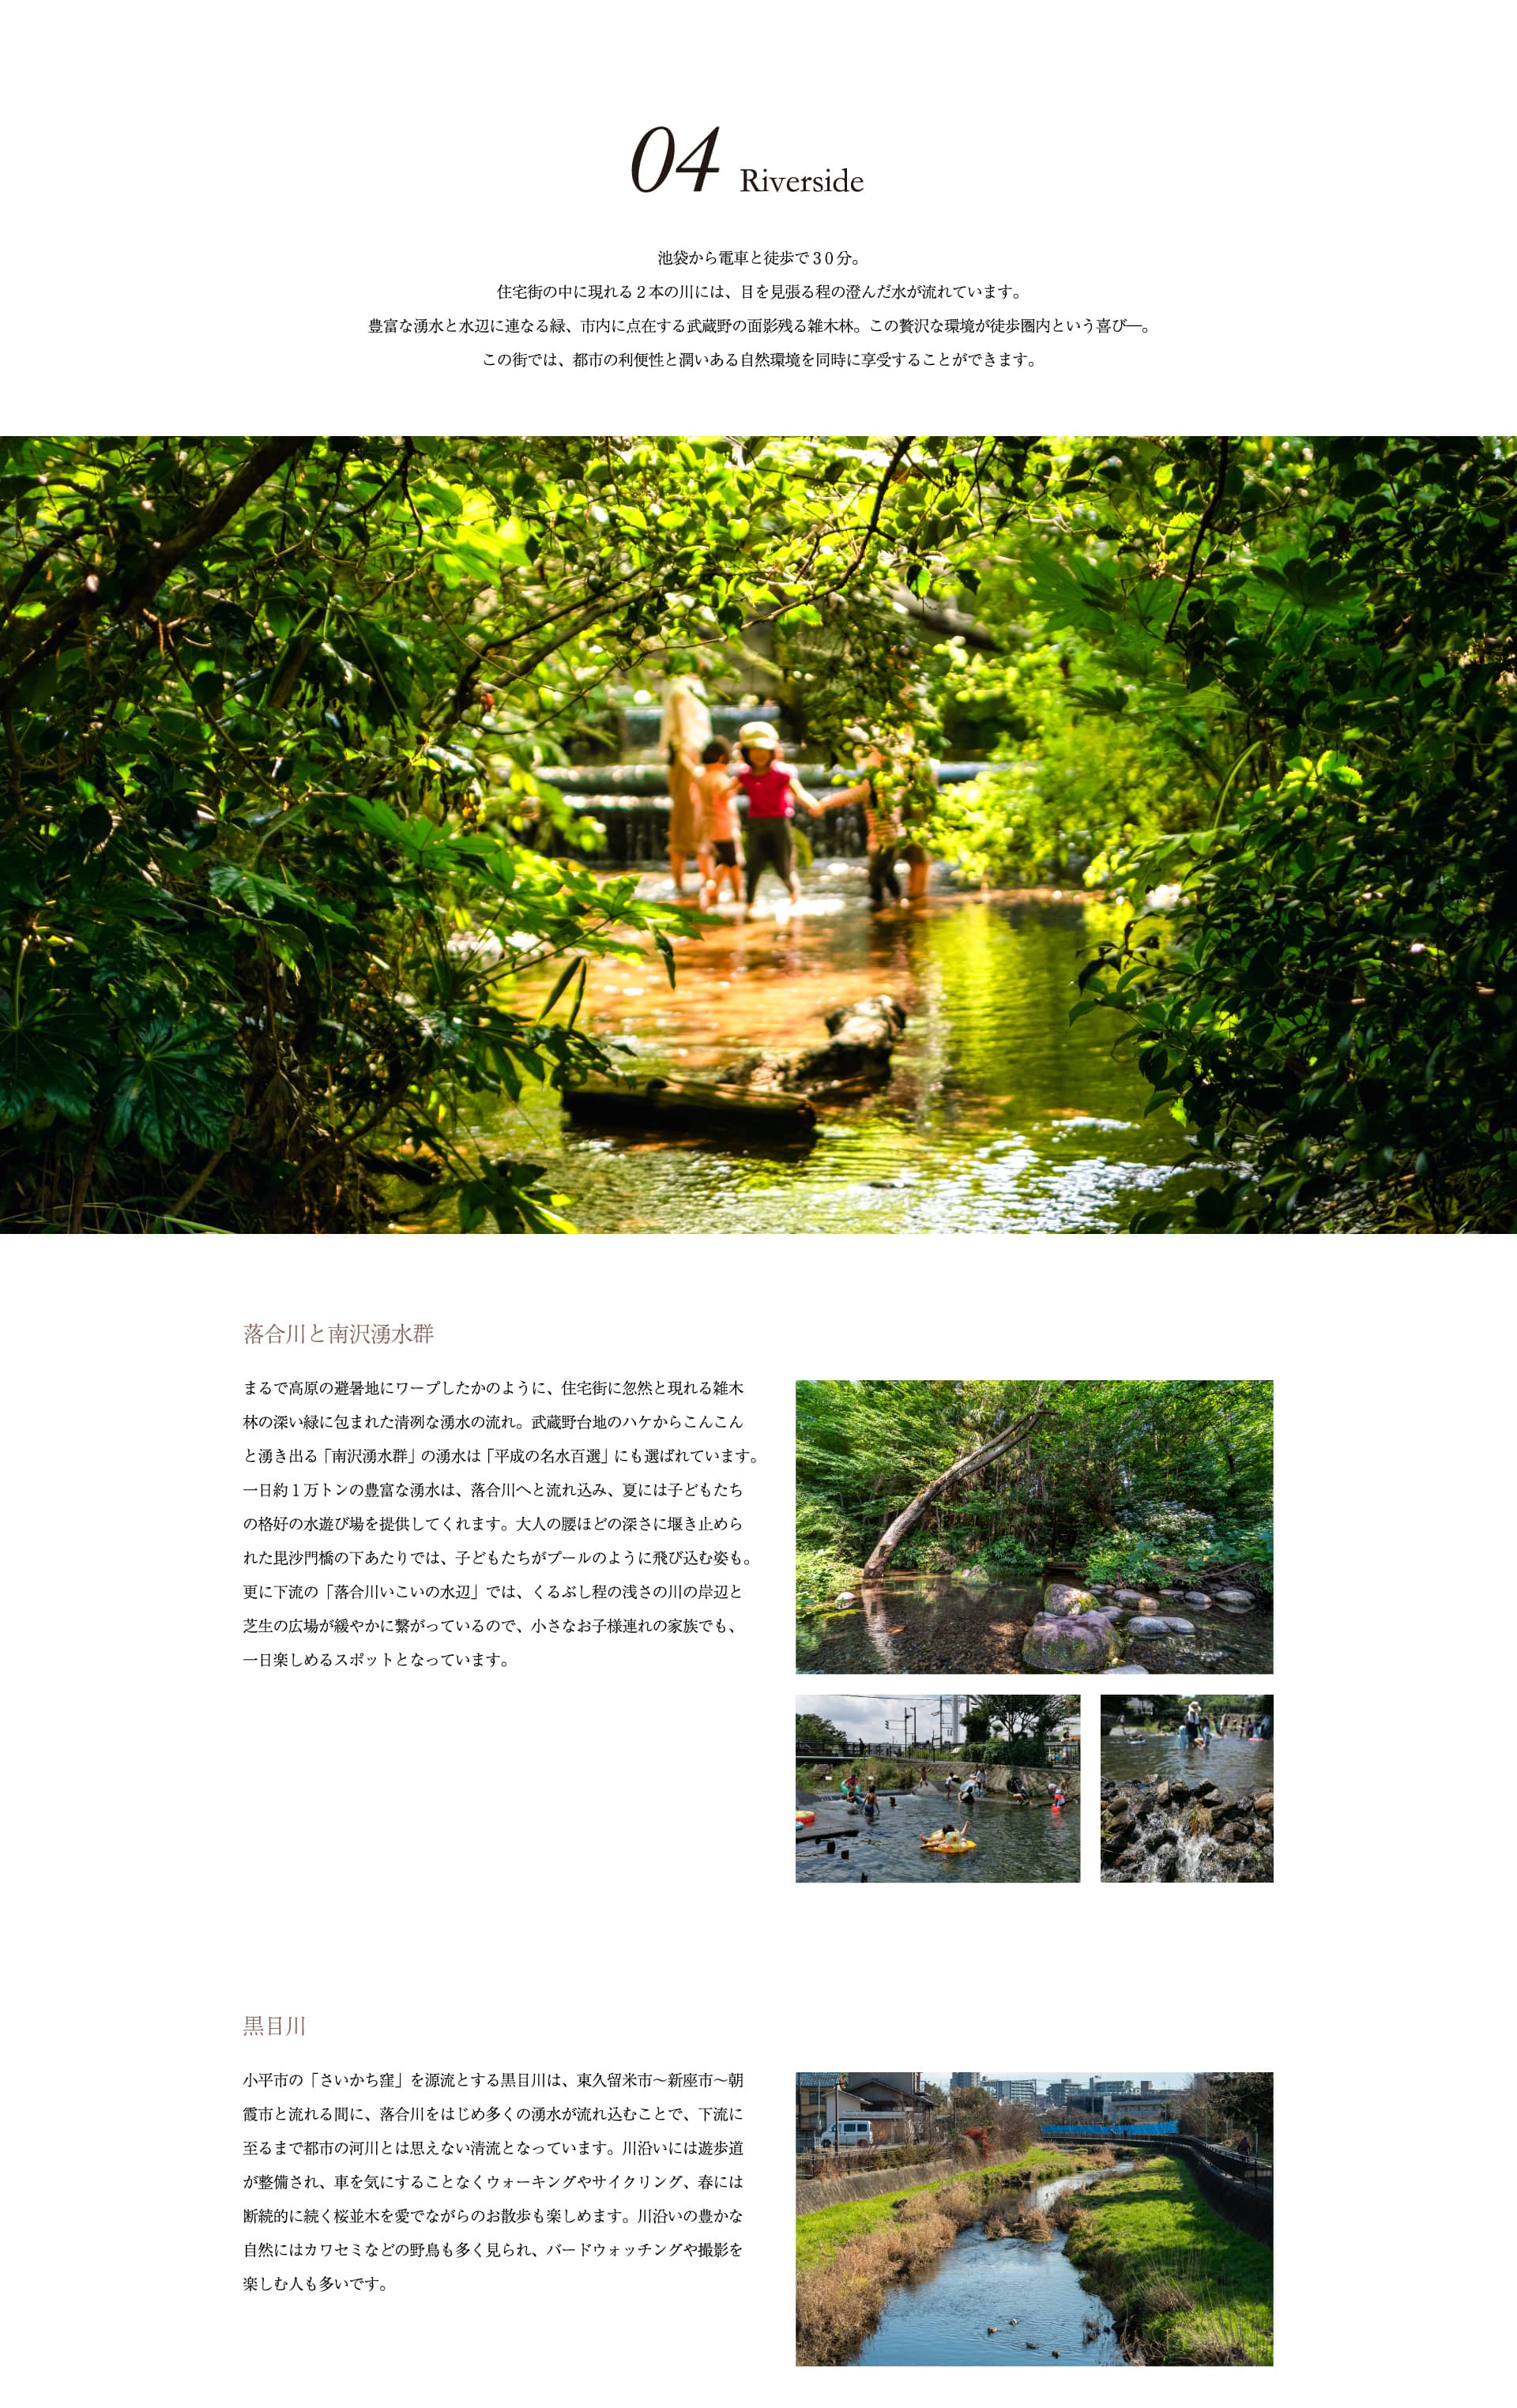 04 Riverside
池袋から電車と徒歩で30分。
住宅街の中に現れる2本の川には、目を見張る程の澄んだ水が流れています。
豊富な湧水と水辺に連なる緑、市内に点在する武蔵野の面影残る雑木林。この贅沢な環境が徒歩圏内という喜び―。
この街では、都市の利便性と潤いある自然環境を同時に享受することができます。
落合川と南沢湧水群
まるで高原の避暑地にワープしたかのように、住宅街に忽然と現れる雑木
林の深い緑に包まれた清冽な湧水の流れ。武蔵野台地のハケからこんこん
と湧き出る「南沢湧水群」の湧水は「平成の名水百選」にも選ばれています。
一日約1万トンの豊富な湧水は、落合川へと流れ込み、夏には子どもたち
の格好の水遊び場を提供してくれます。大人の腰ほどの深さに堰き止めら
れた毘沙門橋の下あたりでは、子どもたちがプールのように飛び込む姿も。
更に下流の「落合川いこいの水辺」では、くるぶし程の浅さの川の岸辺と
芝生の広場が緩やかに繋がっているので、小さなお子様連れの家族でも、
一日楽しめるスポットとなっています。
黒目川
小平市の「さいかち窪」を源流とする黒目川は、東久留米市〜新座市〜朝
霞市と流れる間に、落合川をはじめ多くの湧水が流れ込むことで、下流に
至るまで都市の河川とは思えない清流となっています。川沿いには遊歩道
が整備され、車を気にすることなくウォーキングやサイクリング、春には
断続的に続く桜並木を愛でながらのお散歩も楽しめます。川沿いの豊かな
自然にはカワセミなどの野鳥も多く見られ、バードウォッチングや撮影を
楽しむ人も多いです。